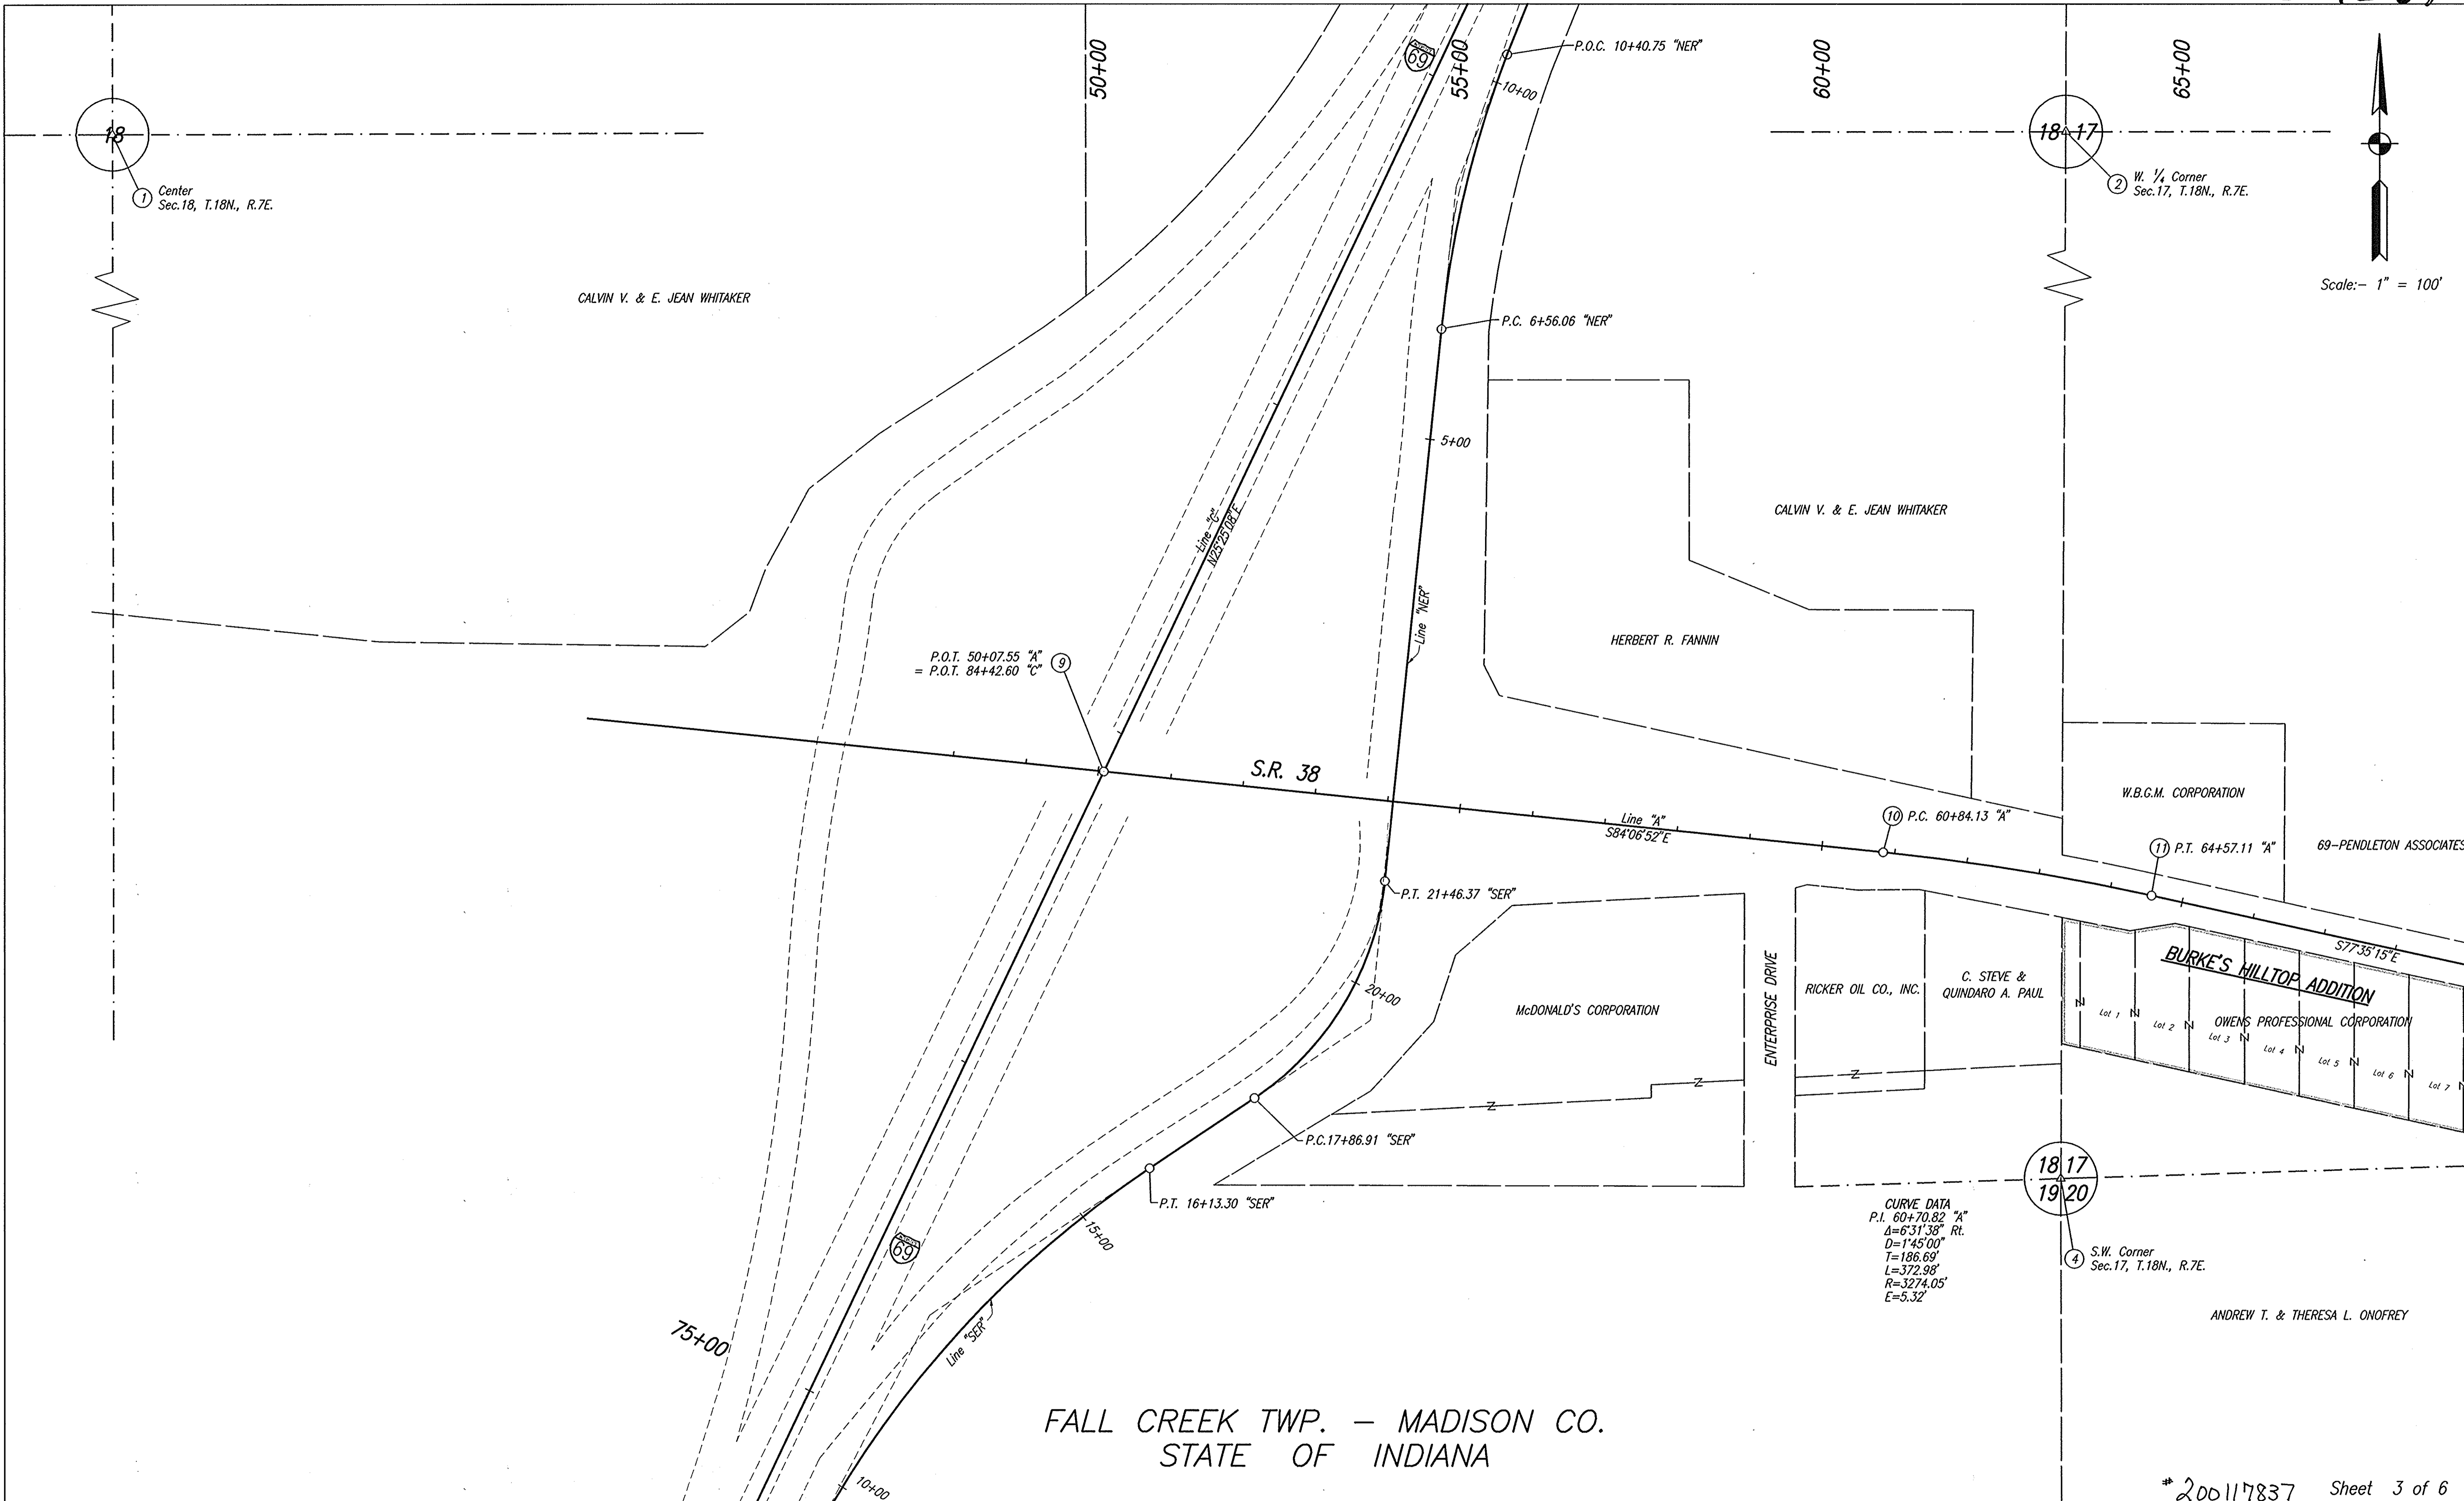 50+00
55+00
60+00
65+00
69
P.O.C. 10+40.75 "NER"
10+00
18
1 Center
Sec.18, T.18N., R.7E.
18 17
2 W. 1/4 Corner
Sec.17, T.18N., R.7E.
Scale:- 1" = 100'
CALVIN V. & E. JEAN WHITAKER
P.C. 6+56.06 "NER"
5+00
CALVIN V. & E. JEAN WHITAKER
Line "C"
N25°25'08"E
Line "NER"
HERBERT R. FANNIN
P.O.T. 50+07.55 "A"
= P.O.T. 84+42.60 "C"
9
S.R. 38
Line "A"
S84°06'52"E
10 P.C. 60+84.13 "A"
W.B.G.M. CORPORATION
11 P.T. 64+57.11 "A"
69-PENDLETON ASSOCIATES
P.T. 21+46.37 "SER"
20+00
McDONALD'S CORPORATION
ENTERPRISE DRIVE
RICKER OIL CO., INC.
C. STEVE &
QUINDARO A. PAUL
S77°35'15"E
BURKE'S HILLTOP ADDITION
OWENS PROFESSIONAL CORPORATION
Lot 1
Lot 2
Lot 3
Lot 4
Lot 5
Lot 6
Lot 7
P.C.17+86.91 "SER"
P.T. 16+13.30 "SER"
15+00
18 17
19 20
4 S.W. Corner
Sec.17, T.18N., R.7E.
CURVE DATA
P.I. 60+70.82 "A"
Δ=6°31'38" Rt.
D=1°45'00"
T=186.69'
L=372.98'
R=3274.05'
E=5.32'
69
Line "SER"
75+00
10+00
ANDREW T. & THERESA L. ONOFREY
FALL CREEK TWP. - MADISON CO.
STATE OF INDIANA
# 200117837 Sheet 3 of 6